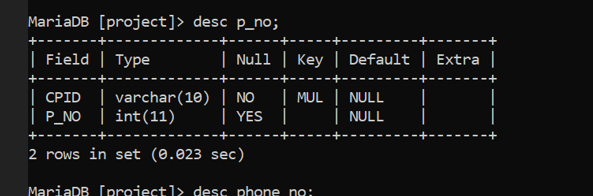 MariaDB [project]> desc p_no;
+-------+-------------+------+-----+---------+-------+
| Field | Type        | Null | Key | Default | Extra |
+-------+-------------+------+-----+---------+-------+
| CPID  | varchar(10) | NO   | MUL | NULL    |       |
| P_NO  | int(11)     | YES  |     | NULL    |       |
+-------+-------------+------+-----+---------+-------+
2 rows in set (0.023 sec)
MariaDB [project]> desc phone_no;